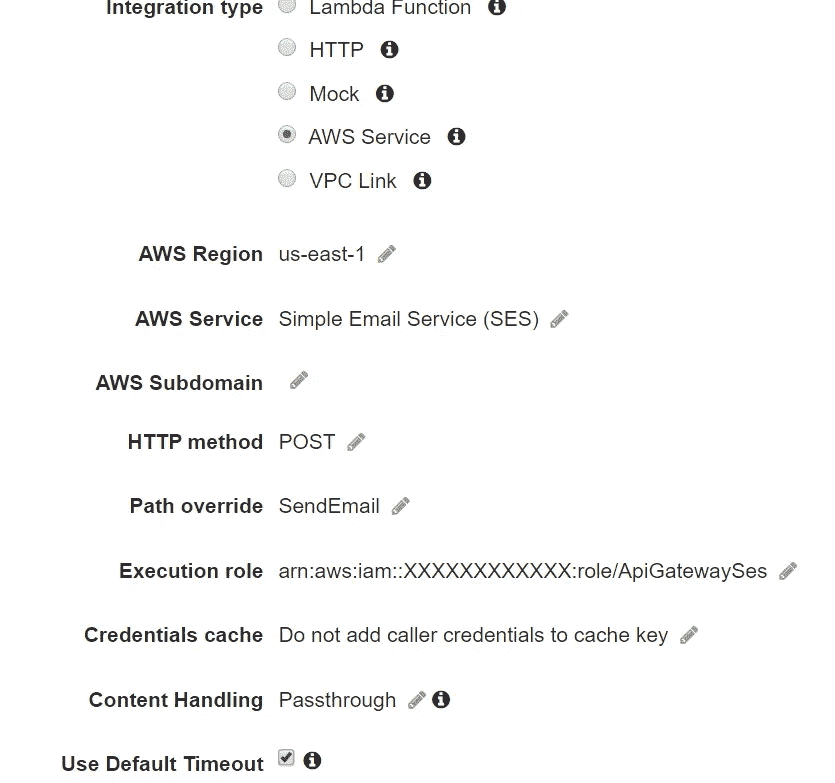 Integration type Lambda Function
HTTP
Mock
AWS Service
VPC Link
AWS Region us-east-1
AWS Service Simple Email Service (SES)
AWS Subdomain
HTTP method POST
Path override SendEmail
Execution role arn:aws:iam::XXXXXXXXXXXX:role/ApiGatewaySes
Credentials cache Do not add caller credentials to cache key
Content Handling Passthrough
Use Default Timeout